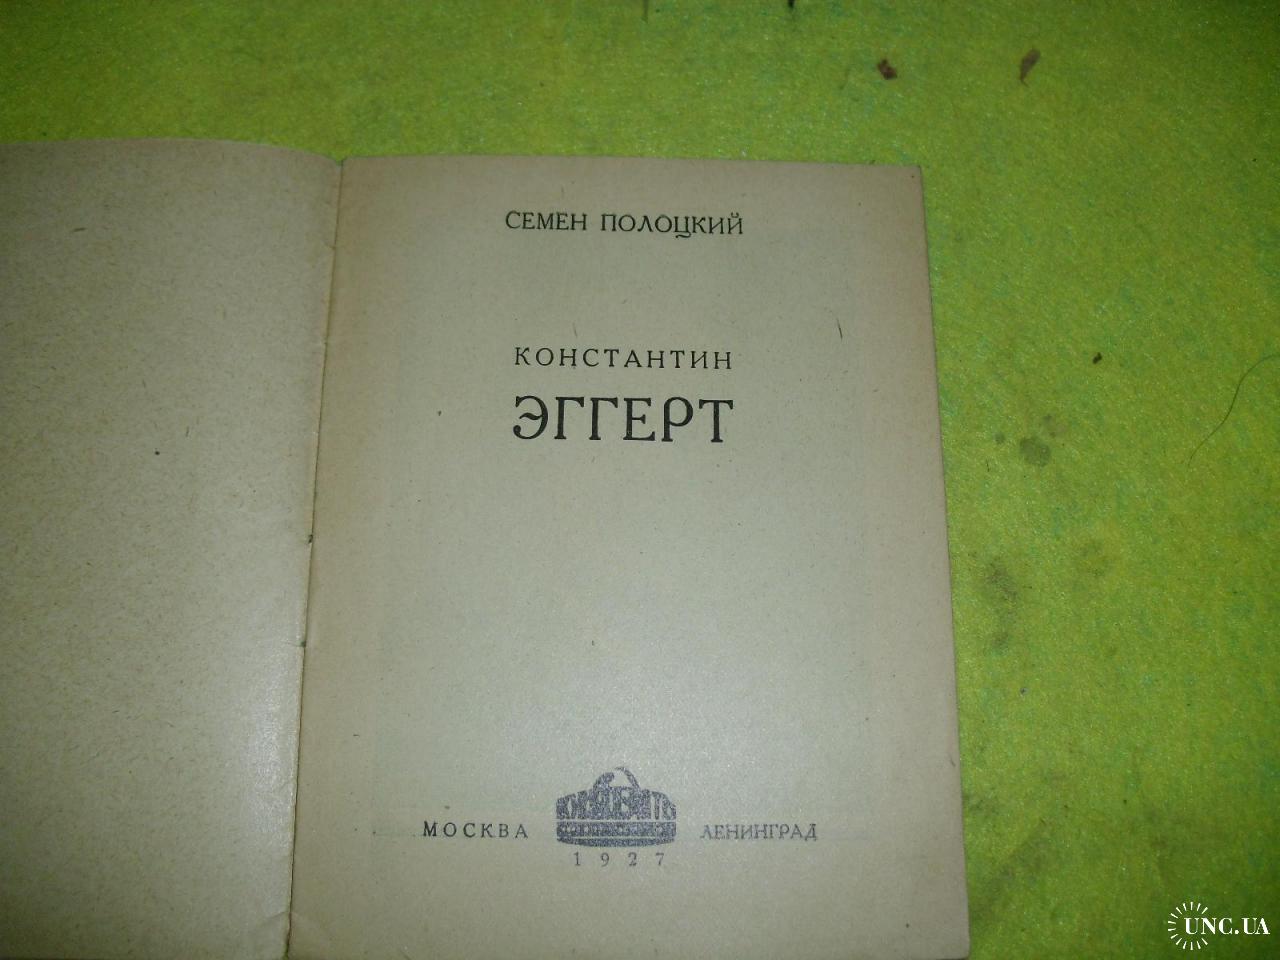 СЕМЕН ПОЛОЦКИЙ
КОНСТАНТИН
ЭГГЕРТ
МОСКВА ЛЕНИНГРАД
1927
UNC.UA